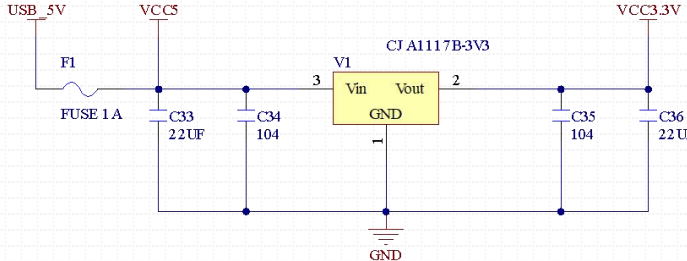 USB_5V
VCC5
VCC3.3V
CJ A1117B-3V3
F1
V1
3
2
Vin
Vout
FUSE 1A
C33
22UF
C34
104
GND
1
C35
104
C36
22U
GND